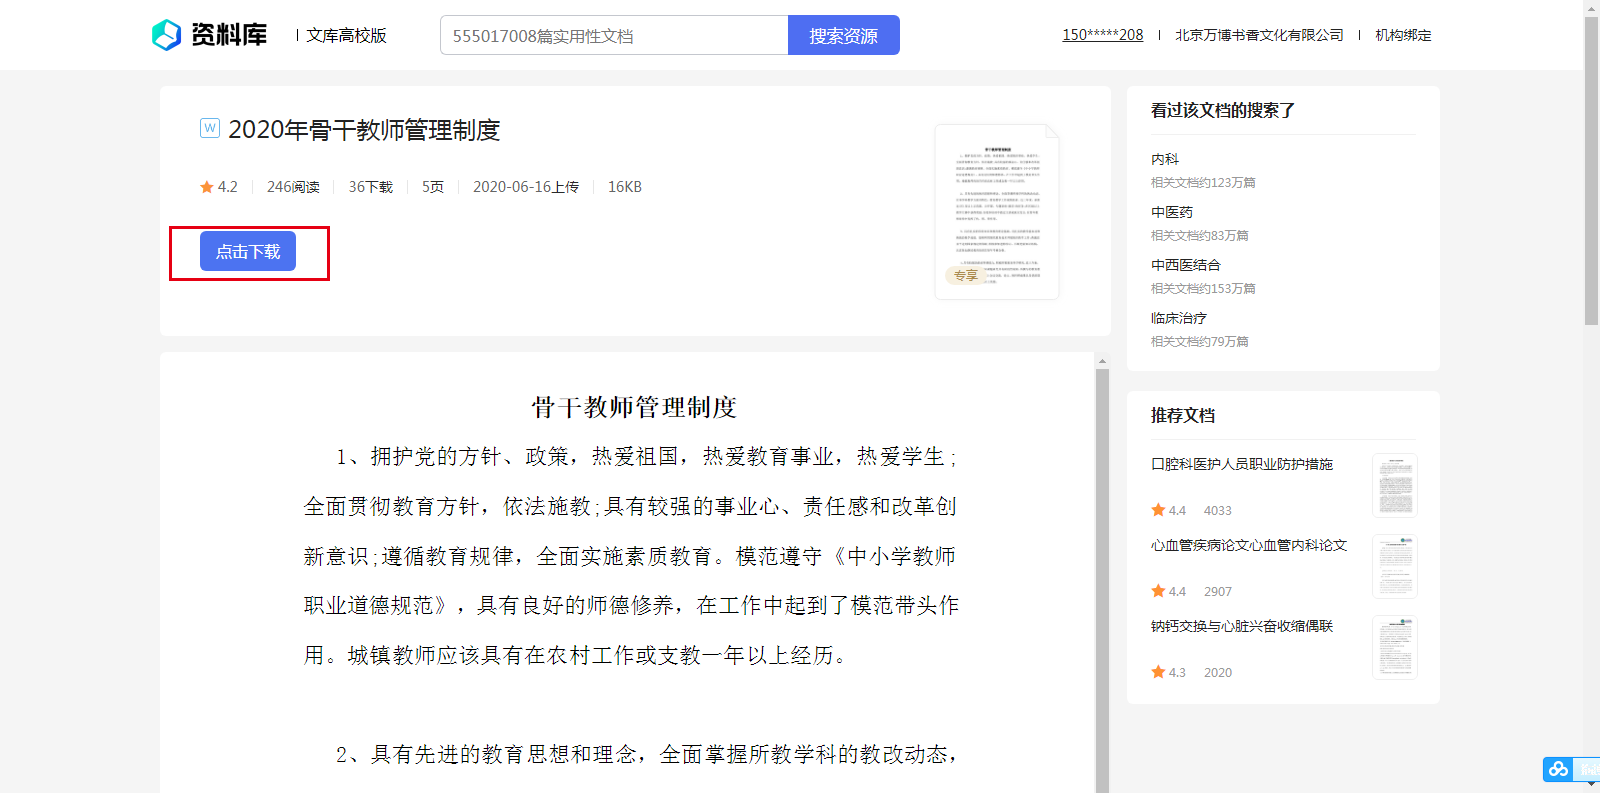 资料库 | 文库高校版 555017008篇实用性文档 搜索资源 150*****208 | 北京万博书香文化有限公司 | 机构绑定
W 2020年骨干教师管理制度
4.2 | 246阅读 | 36下载 | 5页 | 2020-06-16上传 | 16KB
点击下载
骨干教师管理制度
专享
看过该文档的搜索了
内科
相关文档约123万篇
中医药
相关文档约83万篇
中西医结合
相关文档约153万篇
临床治疗
相关文档约79万篇
骨干教师管理制度
1、拥护党的方针、政策，热爱祖国，热爱教育事业，热爱学生;
全面贯彻教育方针，依法施教;具有较强的事业心、责任感和改革创
新意识;遵循教育规律，全面实施素质教育。模范遵守《中小学教师
职业道德规范》，具有良好的师德修养，在工作中起到了模范带头作
用。城镇教师应该具有在农村工作或支教一年以上经历。
2、具有先进的教育思想和理念，全面掌握所教学科的教改动态，
推荐文档
口腔科医护人员职业防护措施
4.4 4033
心血管疾病论文心血管内科论文
4.4 2907
钠钙交换与心脏兴奋收缩偶联
4.3 2020